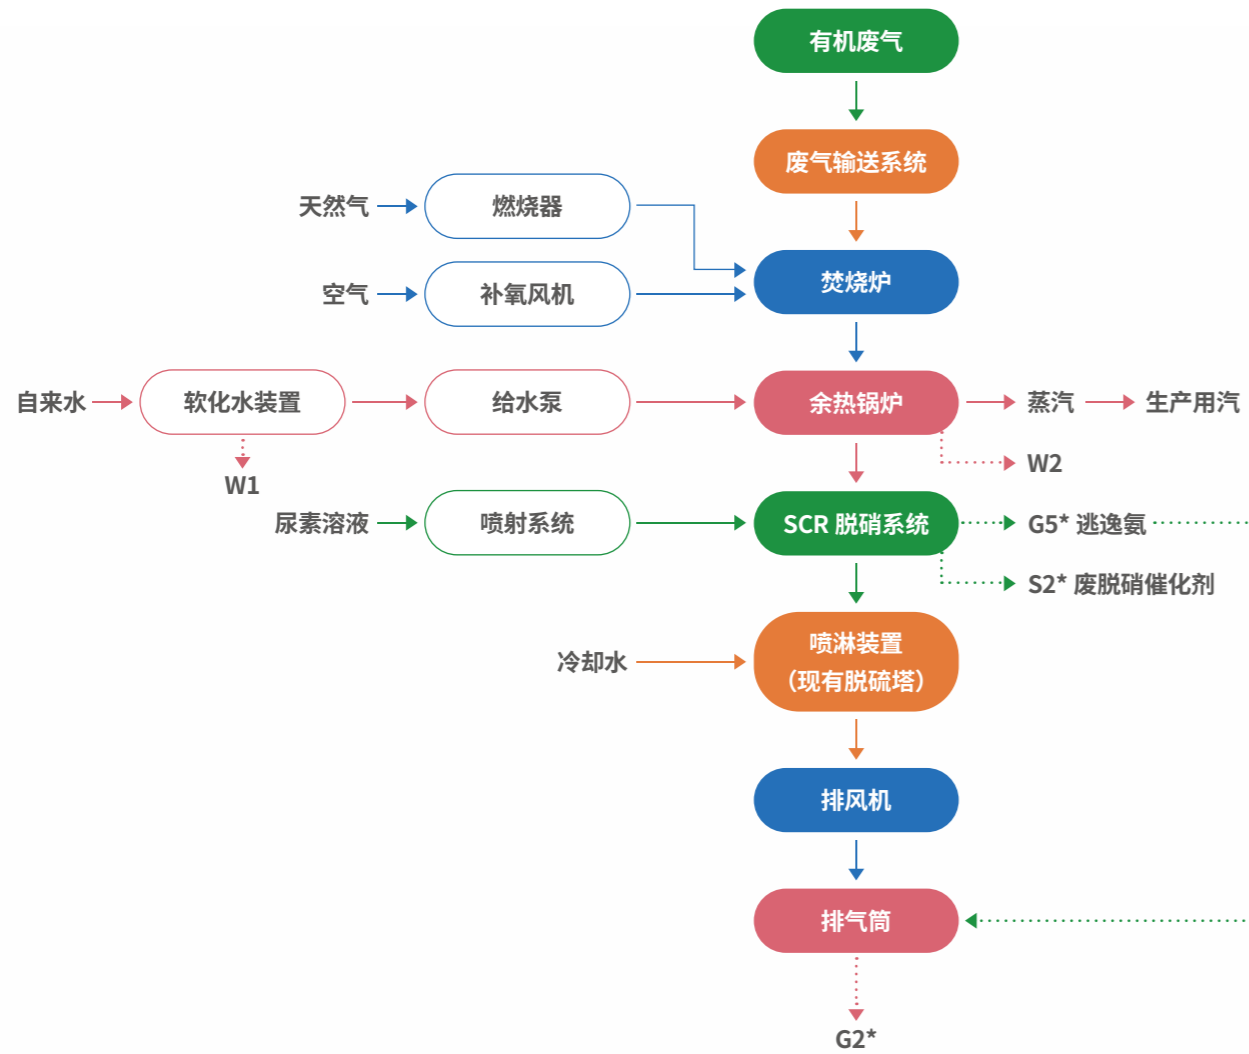 有机废气
废气输送系统
天然气
燃烧器
焚烧炉
空气
补氧风机
自来水
软化水装置
给水泵
余热锅炉
蒸汽
生产用汽
W1
W2
尿素溶液
喷射系统
SCR 脱硝系统
G5* 逃逸氨
S2* 废脱硝催化剂
冷却水
喷淋装置
（现有脱硫塔）
排风机
排气筒
G2*